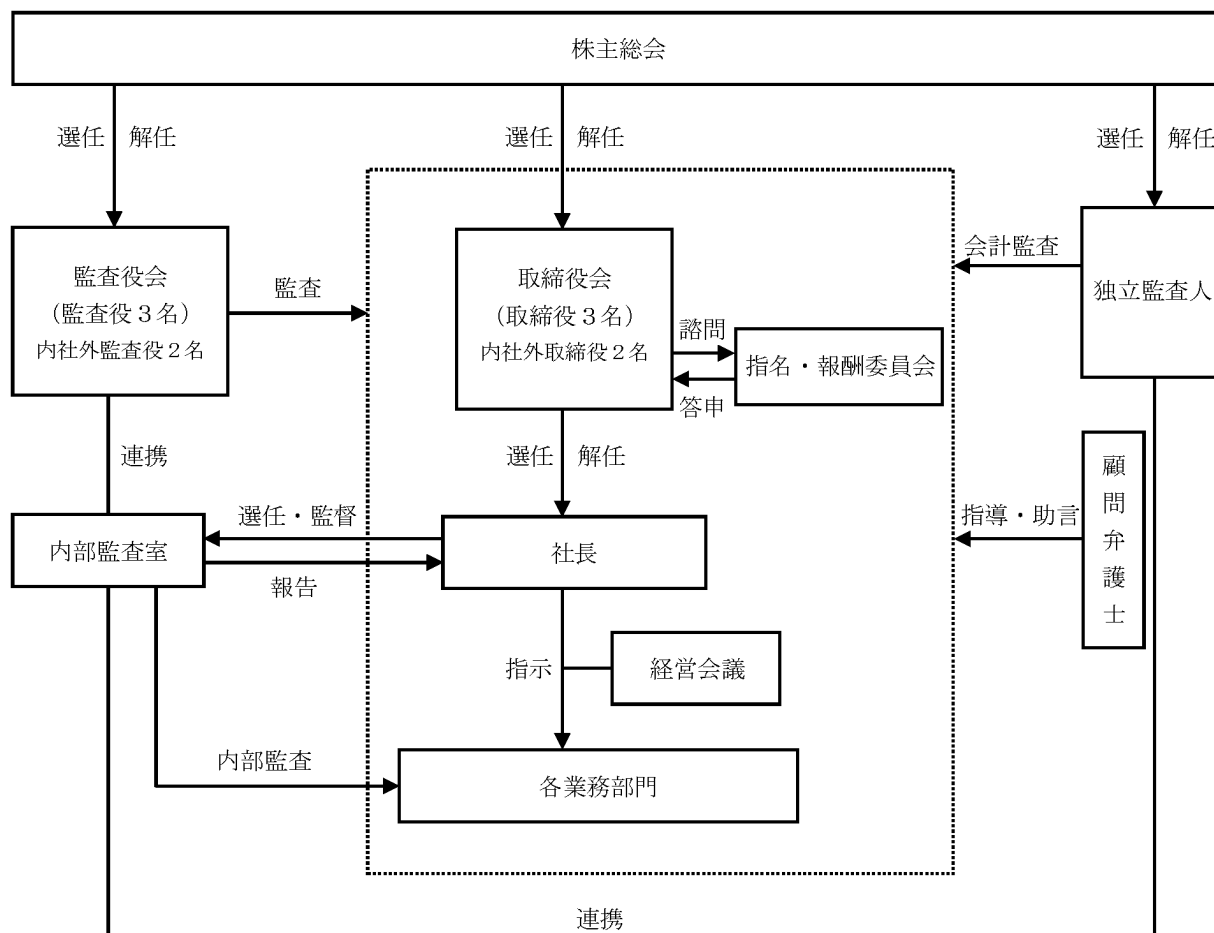 株主総会
選任 解任
選任 解任
選任 解任
監査役会
（監査役３名）
内社外監査役２名
監査
取締役会
（取締役３名）
内社外取締役２名
諮問
答申
指名・報酬委員会
会計監査
独立監査人
連携
選任 解任
顧問弁護士
内部監査室
選任・監督
報告
社長
指導・助言
指示
経営会議
内部監査
各業務部門
連携